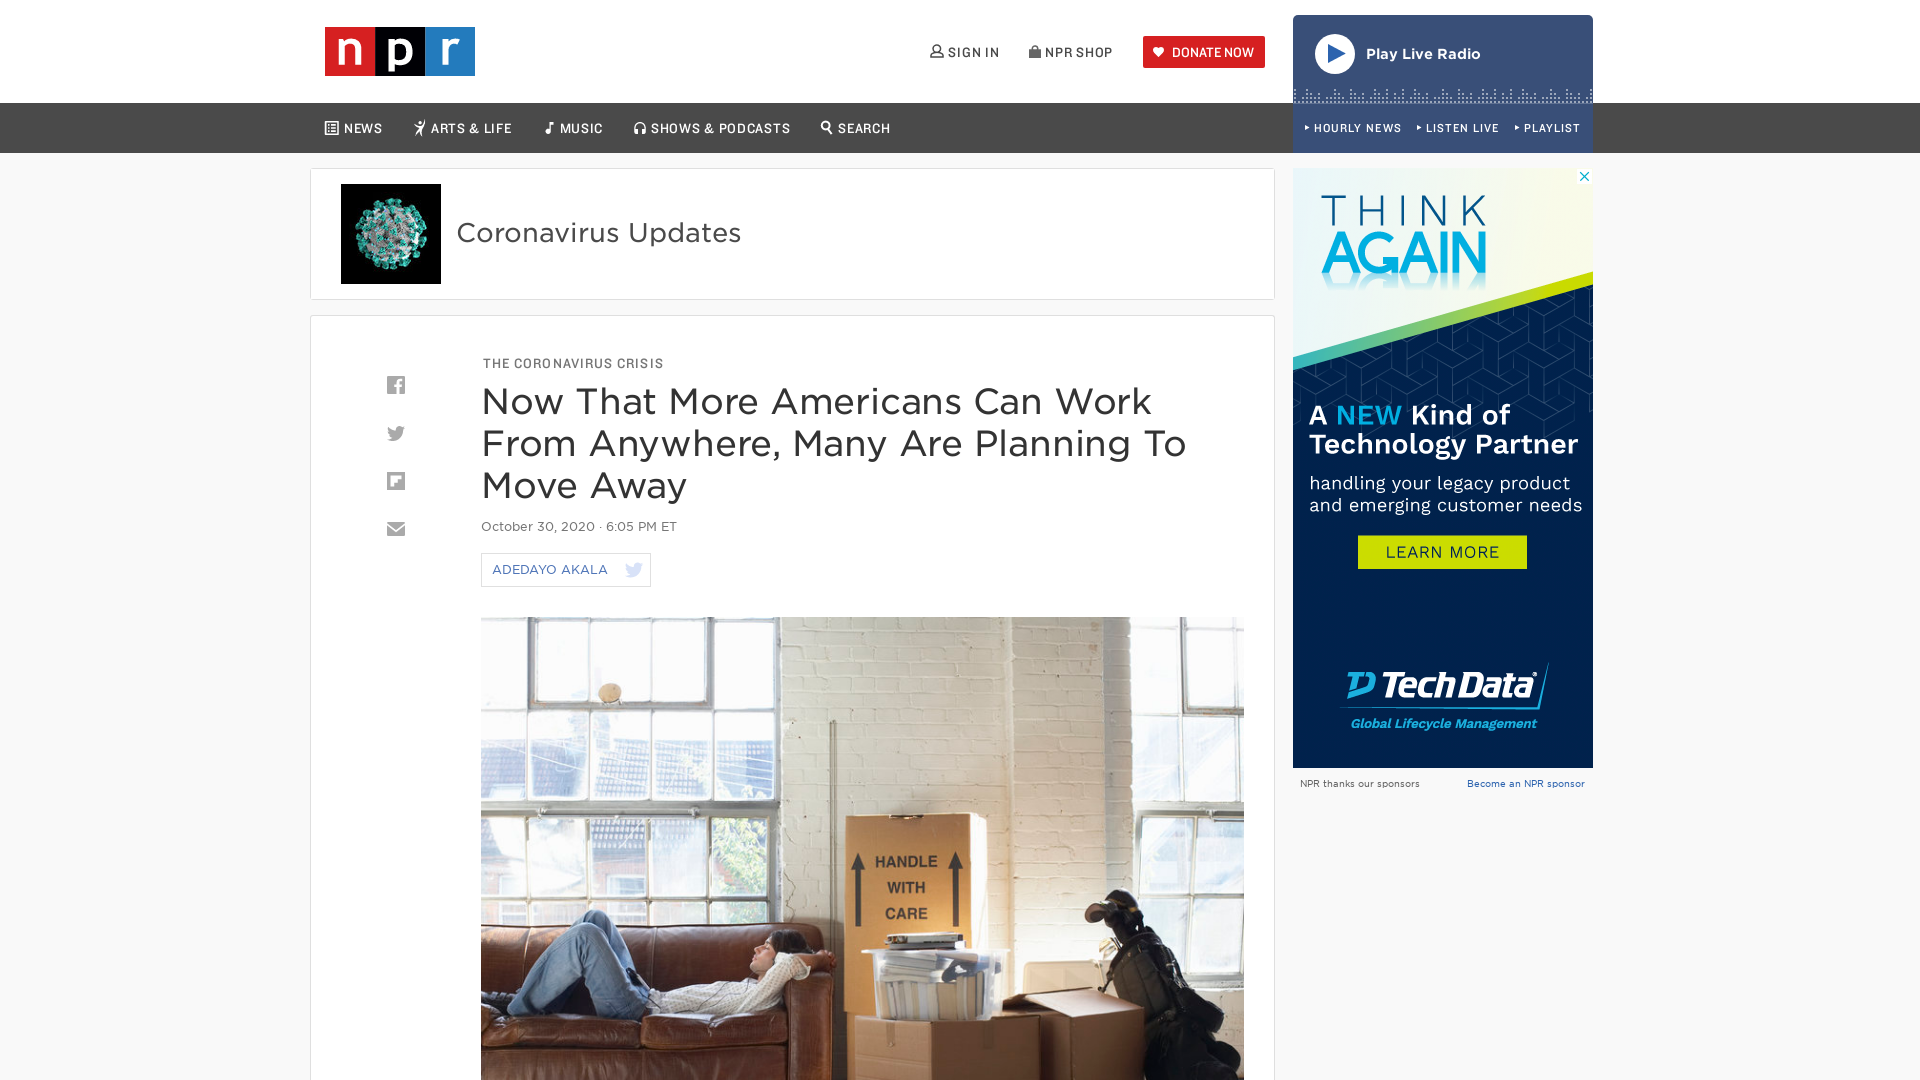 npr
SIGN IN
NPR SHOP
DONATE NOW
Play Live Radio
NEWS
ARTS & LIFE
MUSIC
SHOWS & PODCASTS
SEARCH
HOURLY NEWS
LISTEN LIVE
PLAYLIST
Coronavirus Updates
THE CORONAVIRUS CRISIS
Now That More Americans Can Work
From Anywhere, Many Are Planning To
Move Away
October 30, 2020 · 6:05 PM ET
ADEDAYO AKALA
HANDLE
WITH
CARE
THINK
AGAIN
A NEW Kind of
Technology Partner
handling your legacy product
and emerging customer needs
LEARN MORE
TD Tech Data®
Global Lifecycle Management
NPR thanks our sponsors
Become an NPR sponsor